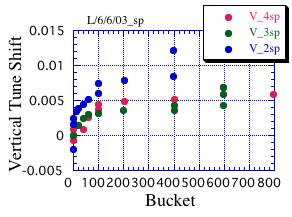 L/6/6/03_sp
V_4sp
V_3sp
V_2sp
Vertical Tune Shift
0.015
0.01
0.005
0
-0.005
0 100 200 300 400 500 600 700 800
Bucket